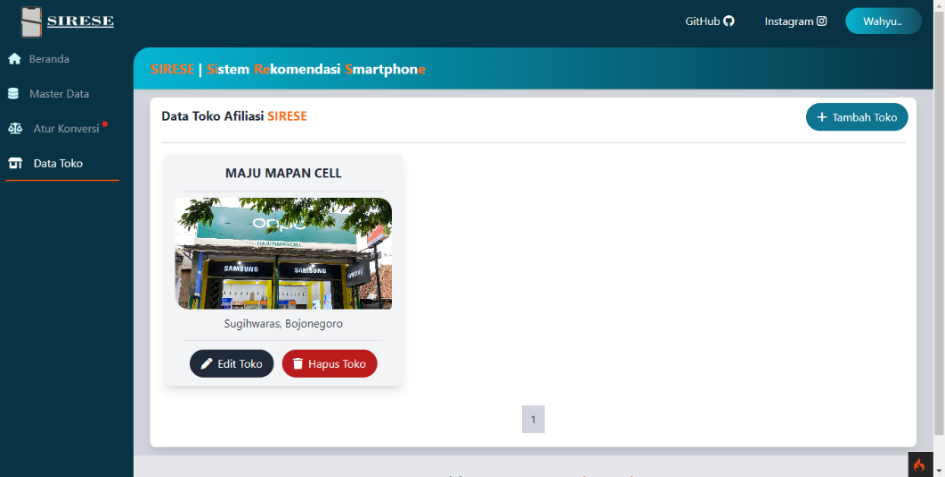 SIRESE
GitHub
Instagram
Wahyu..
Beranda
Master Data
Atur Konversi
Data Toko
SIRESE | Sistem Rekomendasi Smartphone
Data Toko Afiliasi SIRESE
+ Tambah Toko
MAJU MAPAN CELL
oppo
MAJU MAPAN CELL
SAMSUNG
SAMSUNG
Sugihwaras, Bojonegoro
Edit Toko
Hapus Toko
1